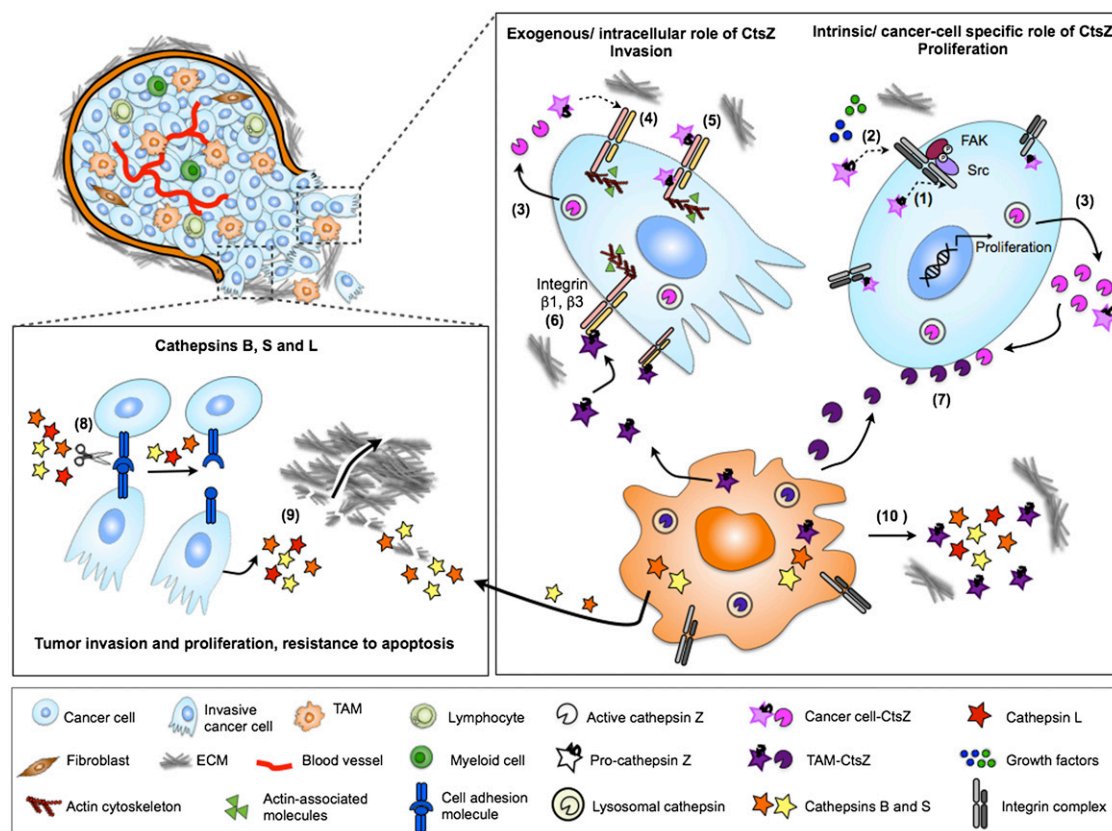 Exogenous/ intracellular role of CtsZ
Invasion
Intrinsic/ cancer-cell specific role of CtsZ
Proliferation
(4)
(5)
(3)
Integrin
β1, β3
(6)
(2)
FAK
Src
(1)
(3)
Proliferation
(7)
(10 )
Cathepsins B, S and L
(8)
(9)
Tumor invasion and proliferation, resistance to apoptosis
Cancer cell
Invasive
cancer cell
TAM
Lymphocyte
Active cathepsin Z
Cancer cell-CtsZ
Cathepsin L
Fibroblast
ECM
Blood vessel
Myeloid cell
Pro-cathepsin Z
TAM-CtsZ
Growth factors
Actin cytoskeleton
Actin-associated
molecules
Cell adhesion
molecule
Lysosomal cathepsin
Cathepsins B and S
Integrin complex